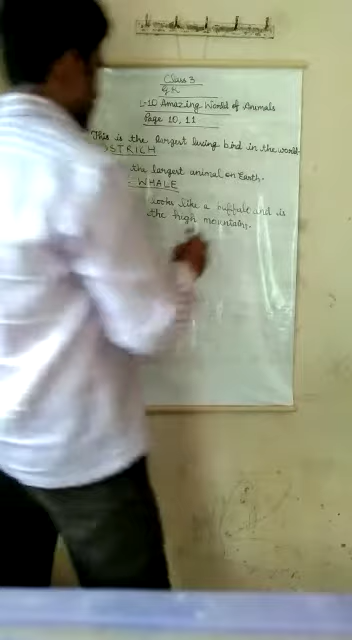 Class 3
G.K
L-10 Amazing World of Animals
Page 10, 11
This is the largest living bird in the world
OSTRICH
the largest animal on Earth.
WHALE
looks like a buffalo and is
the high mountains.